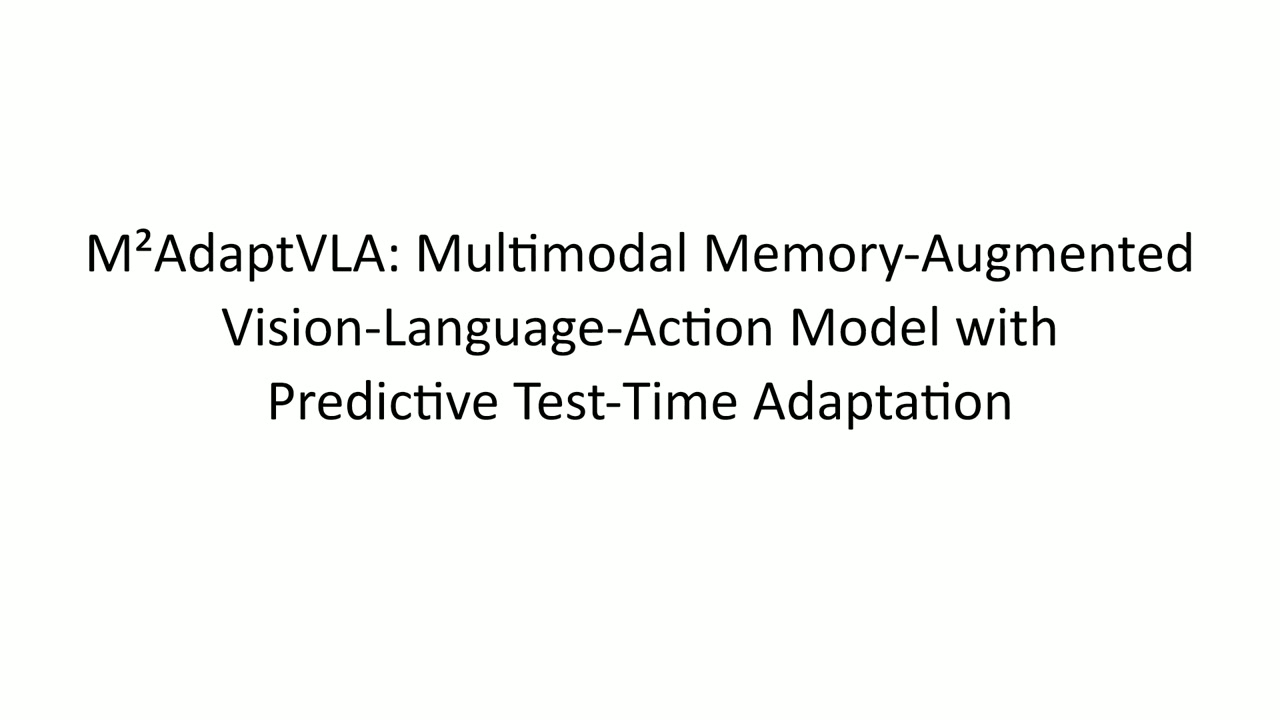 M²AdaptVLA: Multimodal Memory-Augmented
Vision-Language-Action Model with
Predictive Test-Time Adaptation